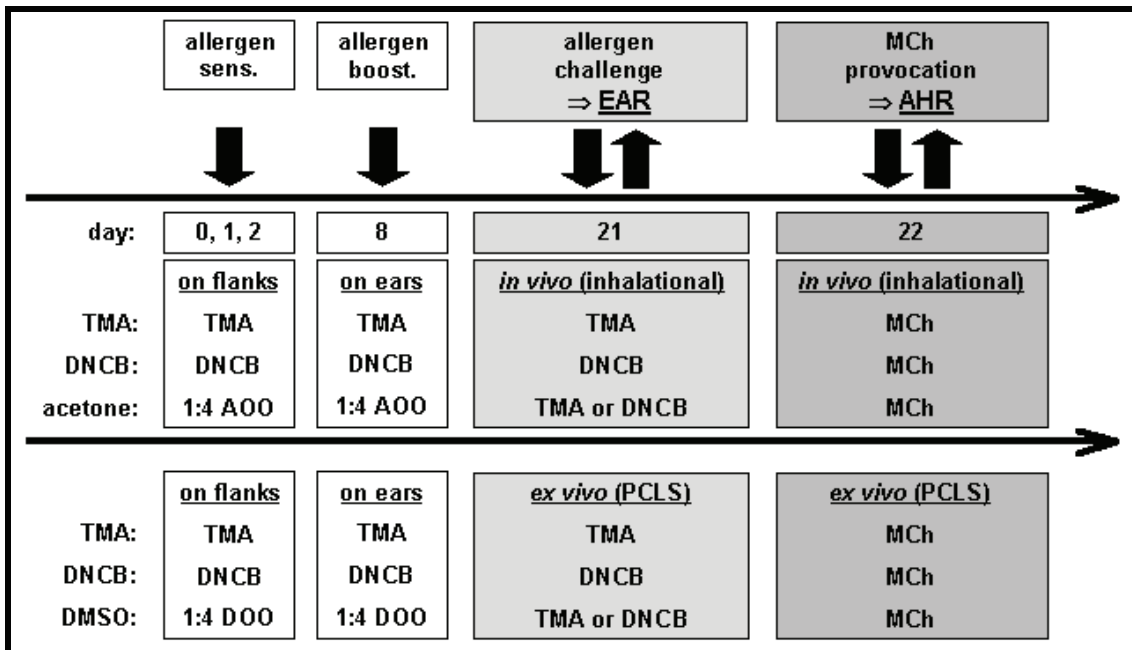 allergen sens. allergen boost. allergen challenge ⇒ EAR MCh provocation ⇒ AHR
day: 0, 1, 2 8 21 22
on flanks on ears in vivo (inhalational) in vivo (inhalational)
TMA: TMA TMA TMA MCh
DNCB: DNCB DNCB DNCB MCh
acetone: 1:4 AOO 1:4 AOO TMA or DNCB MCh
on flanks on ears ex vivo (PCLS) ex vivo (PCLS)
TMA: TMA TMA TMA MCh
DNCB: DNCB DNCB DNCB MCh
DMSO: 1:4 DOO 1:4 DOO TMA or DNCB MCh